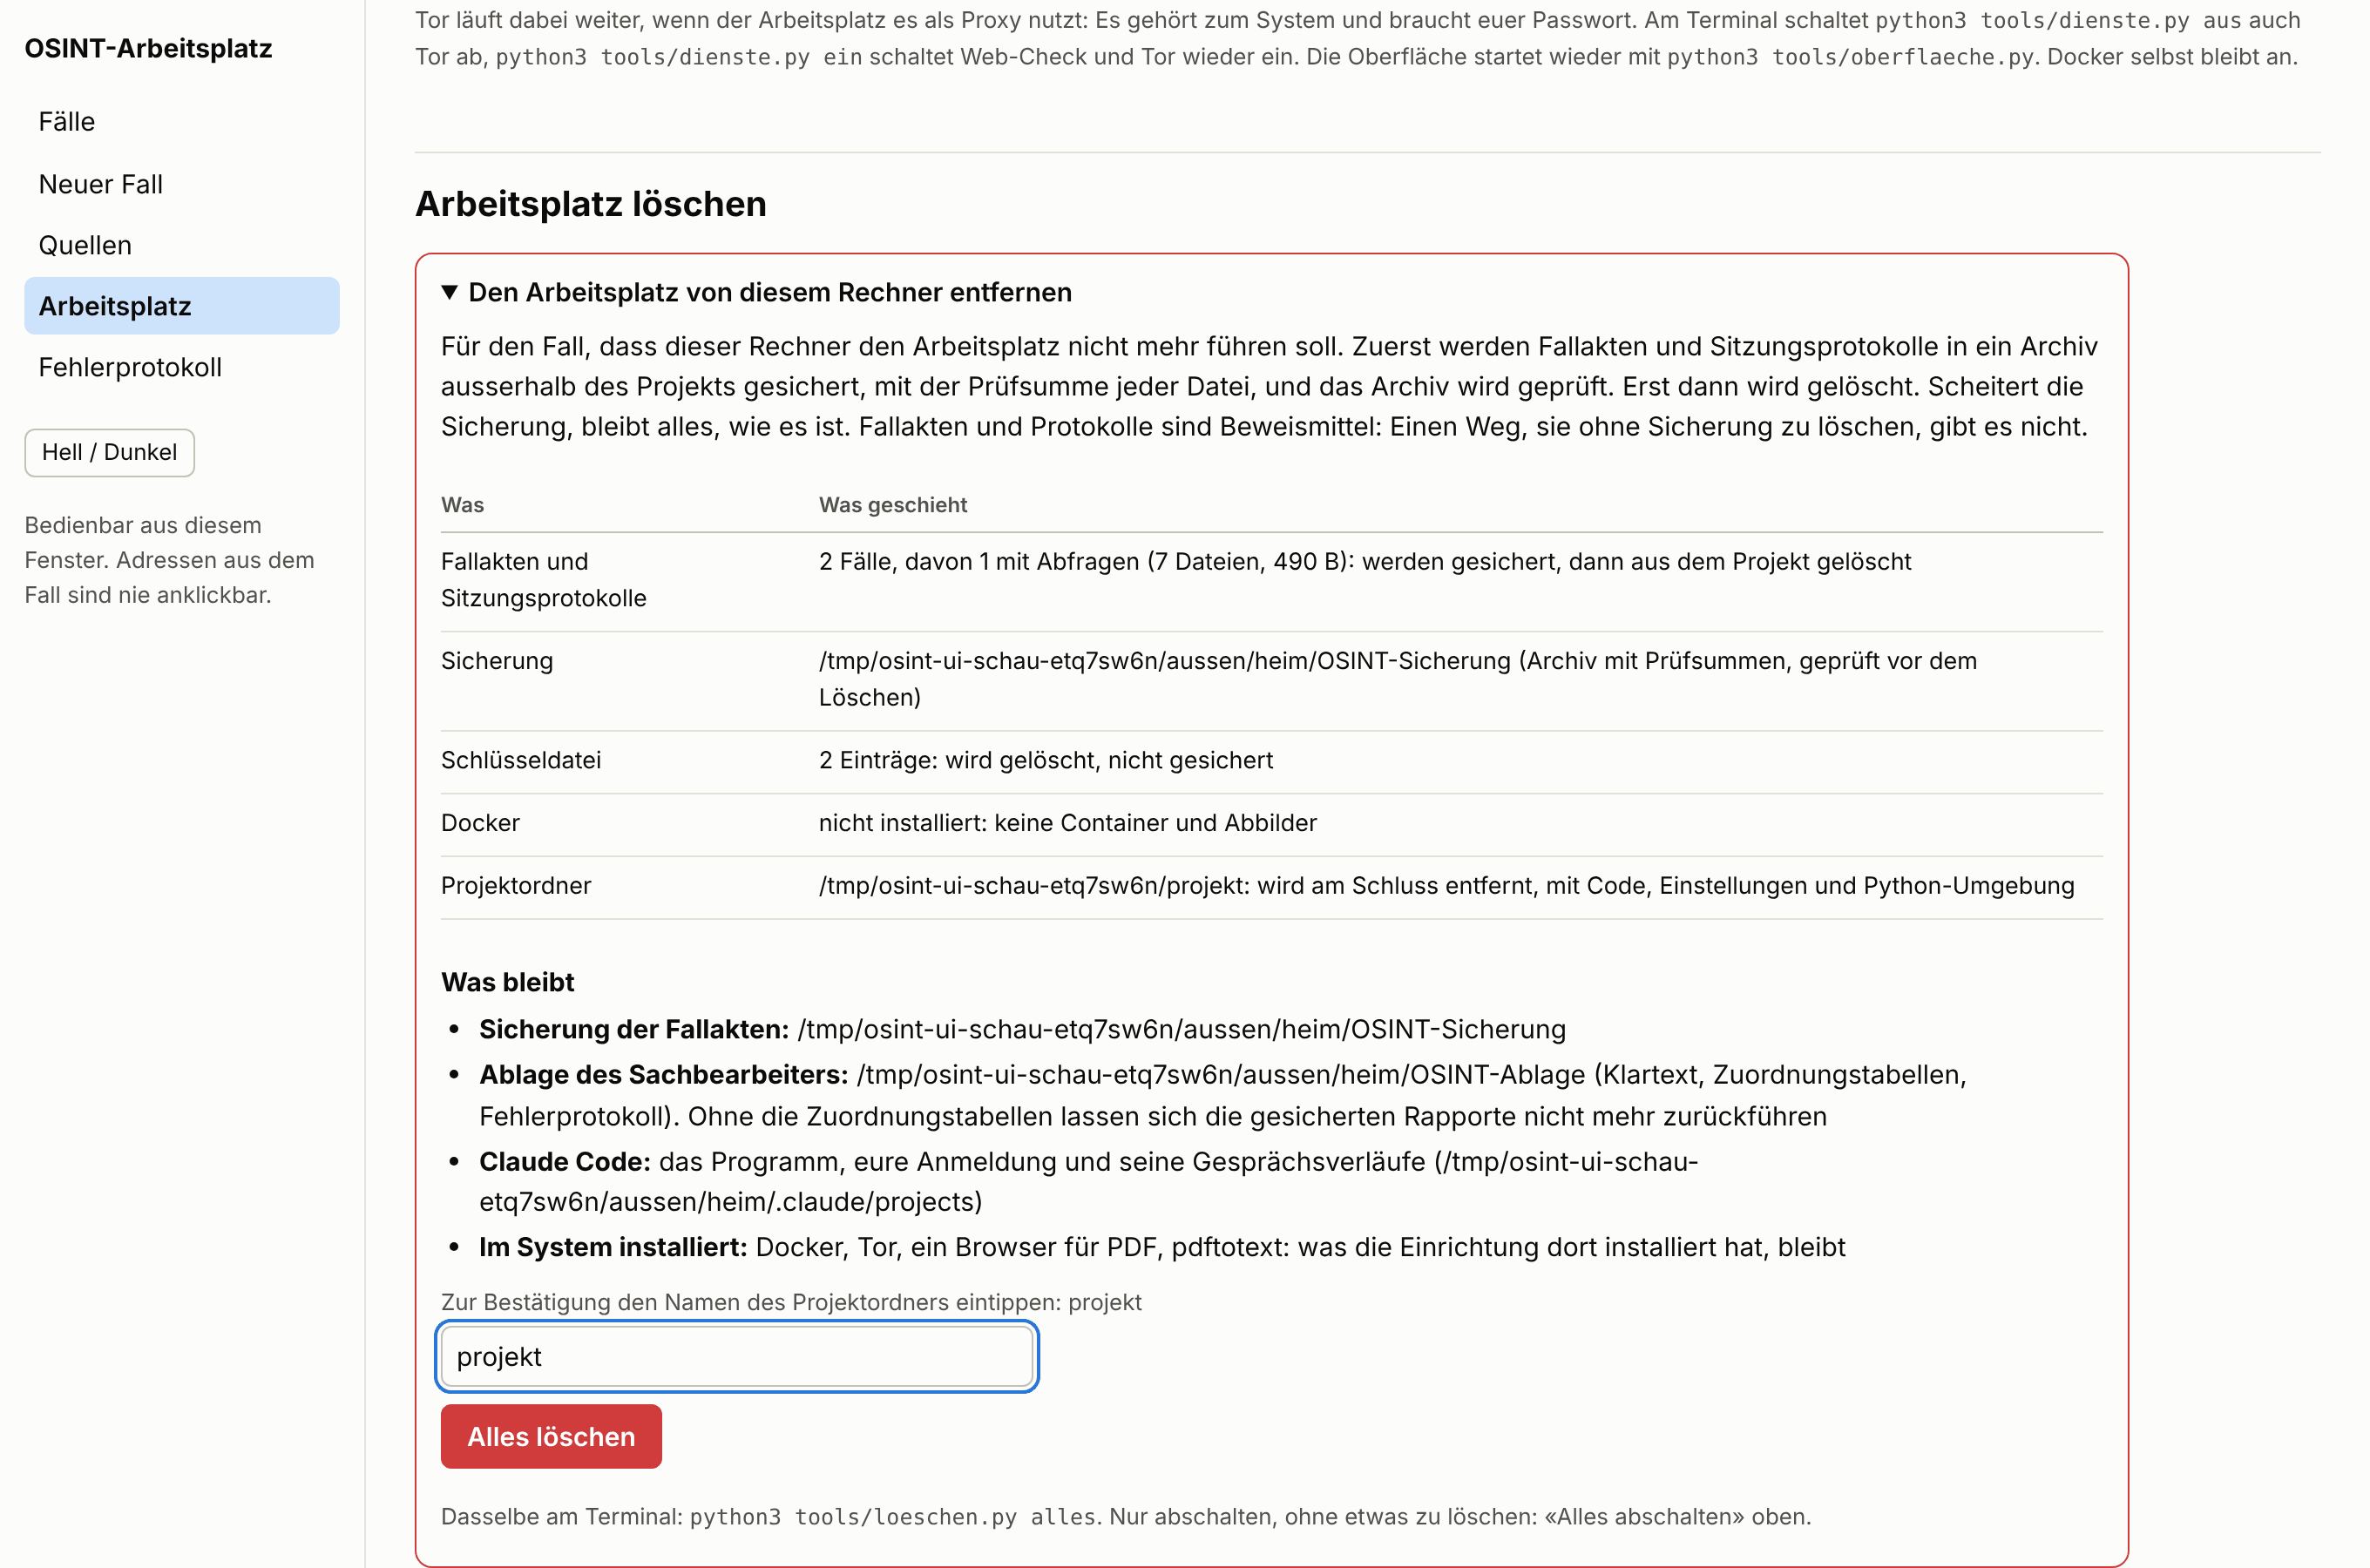 OSINT-Arbeitsplatz
Fälle
Neuer Fall
Quellen
Arbeitsplatz
Fehlerprotokoll
Hell / Dunkel
Bedienbar aus diesem
Fenster. Adressen aus dem
Fall sind nie anklickbar.
Tor läuft dabei weiter, wenn der Arbeitsplatz es als Proxy nutzt: Es gehört zum System und braucht euer Passwort. Am Terminal schaltet python3 tools/dienste.py aus auch
Tor ab, python3 tools/dienste.py ein schaltet Web-Check und Tor wieder ein. Die Oberfläche startet wieder mit python3 tools/oberflaeche.py. Docker selbst bleibt an.
Arbeitsplatz löschen
▼ Den Arbeitsplatz von diesem Rechner entfernen
Für den Fall, dass dieser Rechner den Arbeitsplatz nicht mehr führen soll. Zuerst werden Fallakten und Sitzungsprotokolle in ein Archiv
ausserhalb des Projekts gesichert, mit der Prüfsumme jeder Datei, und das Archiv wird geprüft. Erst dann wird gelöscht. Scheitert die
Sicherung, bleibt alles, wie es ist. Fallakten und Protokolle sind Beweismittel: Einen Weg, sie ohne Sicherung zu löschen, gibt es nicht.
Was Was geschieht
Fallakten und 2 Fälle, davon 1 mit Abfragen (7 Dateien, 490 B): werden gesichert, dann aus dem Projekt gelöscht
Sitzungsprotokolle
Sicherung /tmp/osint-ui-schau-etq7sw6n/aussen/heim/OSINT-Sicherung (Archiv mit Prüfsummen, geprüft vor dem
Löschen)
Schlüsseldatei 2 Einträge: wird gelöscht, nicht gesichert
Docker nicht installiert: keine Container und Abbilder
Projektordner /tmp/osint-ui-schau-etq7sw6n/projekt: wird am Schluss entfernt, mit Code, Einstellungen und Python-Umgebung
Was bleibt
• Sicherung der Fallakten: /tmp/osint-ui-schau-etq7sw6n/aussen/heim/OSINT-Sicherung
• Ablage des Sachbearbeiters: /tmp/osint-ui-schau-etq7sw6n/aussen/heim/OSINT-Ablage (Klartext, Zuordnungstabellen,
Fehlerprotokoll). Ohne die Zuordnungstabellen lassen sich die gesicherten Rapporte nicht mehr zurückführen
• Claude Code: das Programm, eure Anmeldung und seine Gesprächsverläufe (/tmp/osint-ui-schau-
etq7sw6n/aussen/heim/.claude/projects)
• Im System installiert: Docker, Tor, ein Browser für PDF, pdftotext: was die Einrichtung dort installiert hat, bleibt
Zur Bestätigung den Namen des Projektordners eintippen: projekt
projekt
Alles löschen
Dasselbe am Terminal: python3 tools/loeschen.py alles. Nur abschalten, ohne etwas zu löschen: «Alles abschalten» oben.